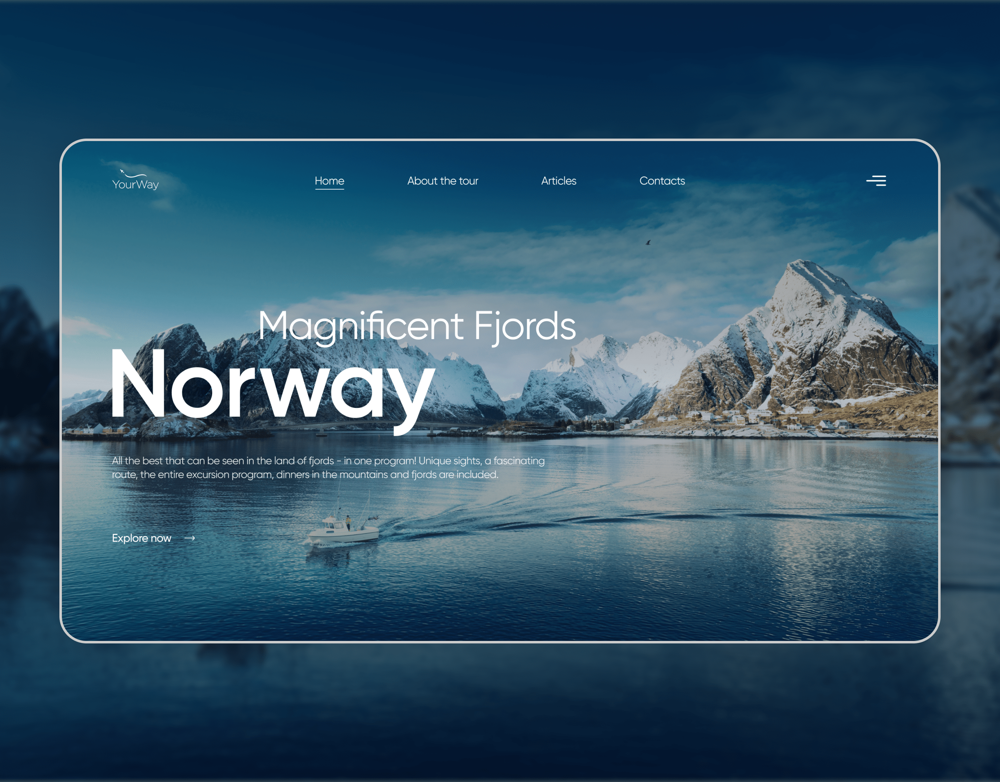 YourWay
Home
About the tour
Articles
Contacts
Magnificent Fjords
Norway
All the best that can be seen in the land of fjords - in one program! Unique sights, a fascinating
route, the entire excursion program, dinners in the mountains and fjords are included.
Explore now